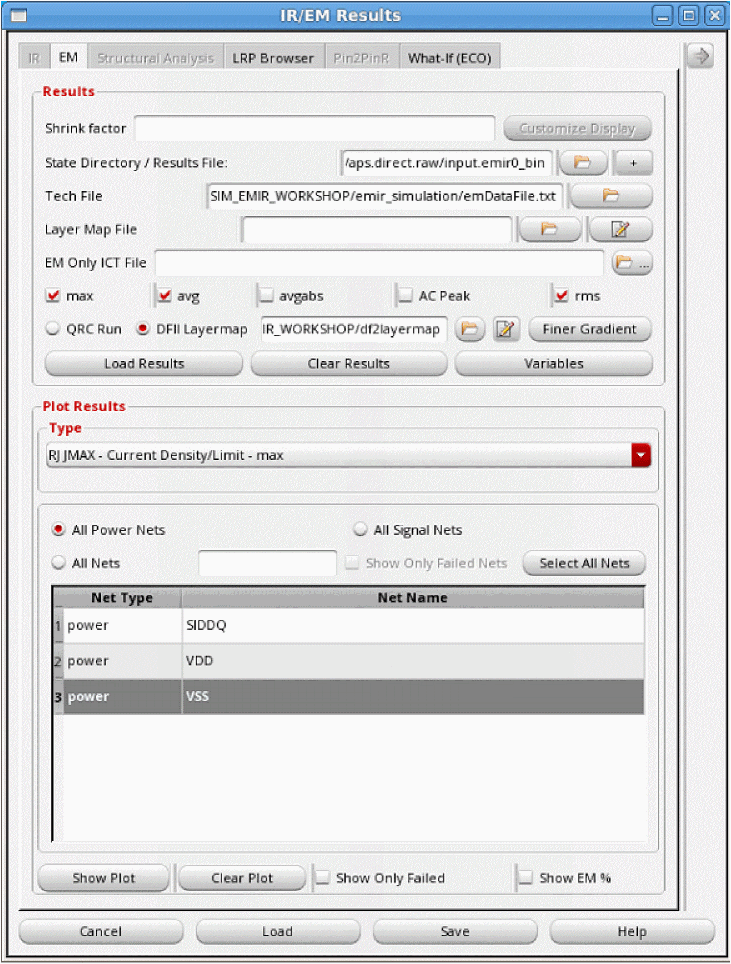 IR/EM Results
IR EM Structural Analysis LRP Browser Pin2PinR What-If (ECO)
Results
Shrink factor Customize Display
State Directory / Results File: /aps.direct.raw/input.emir0_bin +
Tech File SIM_EMIR_WORKSHOP/emir_simulation/emDataFile.txt
Layer Map File
EM Only ICT File ...
max avg avgabs AC Peak rms
QRC Run DFII Layermap IR_WORKSHOP/df2layermap Finer Gradient
Load Results Clear Results Variables
Plot Results
Type
RJ JMAX - Current Density/Limit - max
All Power Nets All Signal Nets
All Nets Show Only Failed Nets Select All Nets
Net Type Net Name
1 power SIDDQ
2 power VDD
3 power VSS
Show Plot Clear Plot Show Only Failed Show EM %
Cancel Load Save Help